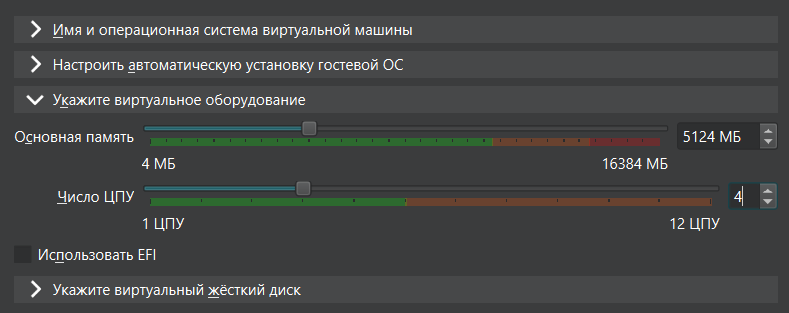 Имя и операционная система виртуальной машины
Настроить автоматическую установку гостевой ОС
Укажите виртуальное оборудование
Основная память 5124 МБ
4 МБ 16384 МБ
Число ЦПУ 4
1 ЦПУ 12 ЦПУ
Использовать EFI
Укажите виртуальный жёсткий диск